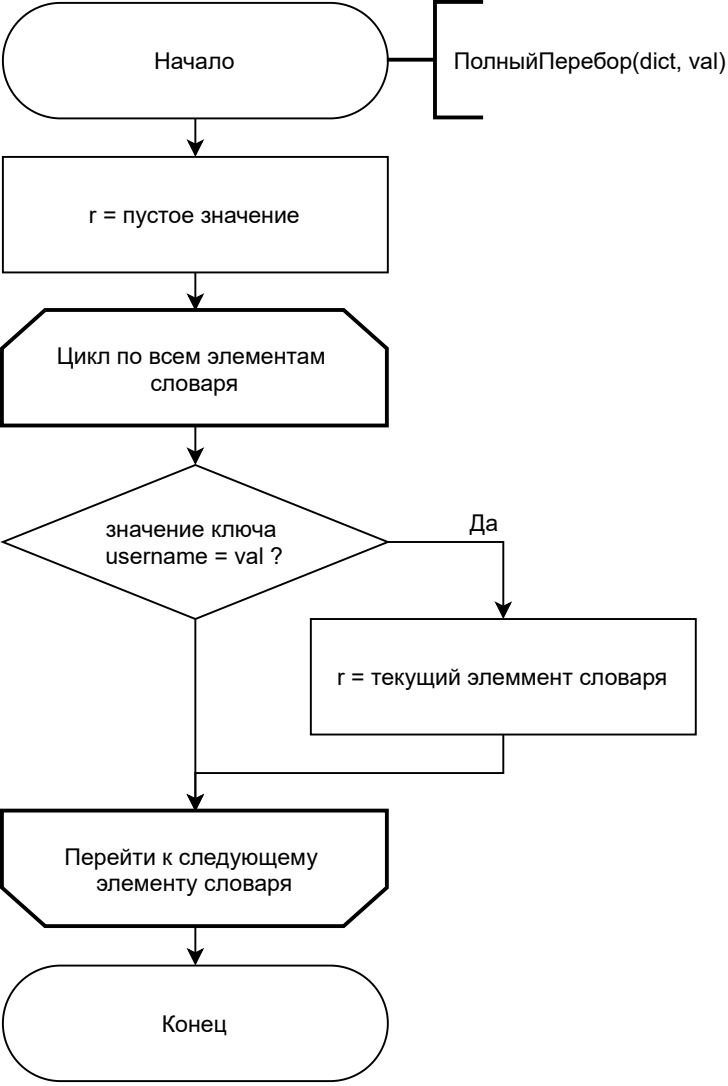 Начало
ПолныйПеребор(dict, val)
r = пустое значение
Цикл по всем элементам
словаря
значение ключа
username = val ?
Да
r = текущий элеммент словаря
Перейти к следующему
элементу словаря
Конец